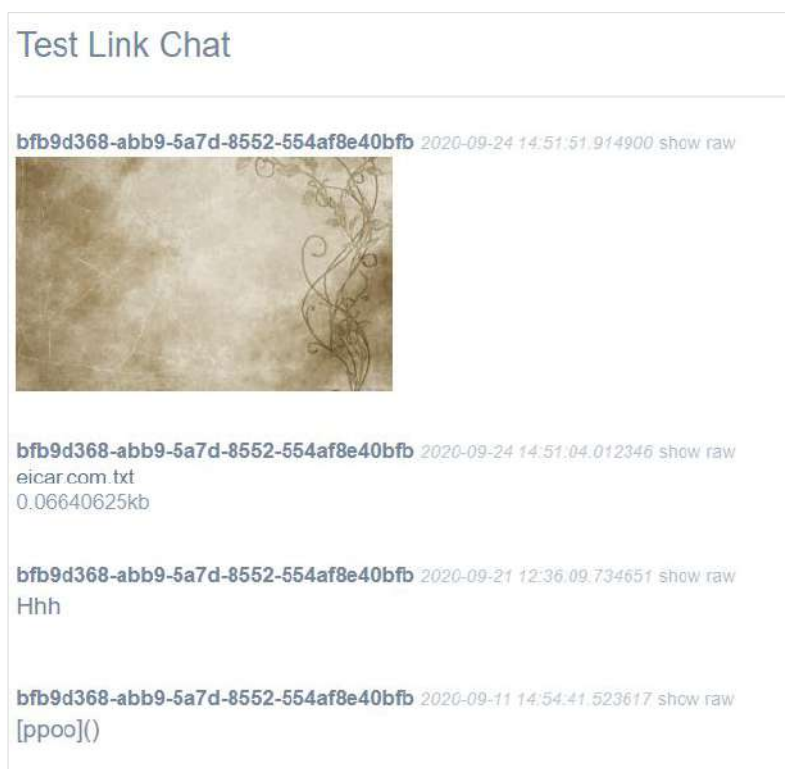 Test Link Chat
bfb9d368-abb9-5a7d-8552-554af8e40bfb 2020-09-24 14:51:51.914900 show raw
bfb9d368-abb9-5a7d-8552-554af8e40bfb 2020-09-24 14:51:04.012346 show raw
eicar.com.txt
0.06640625kb
bfb9d368-abb9-5a7d-8552-554af8e40bfb 2020-09-21 12:36:09.734651 show raw
Hhh
bfb9d368-abb9-5a7d-8552-554af8e40bfb 2020-09-11 14:54:41.523617 show raw
[ppoo]()